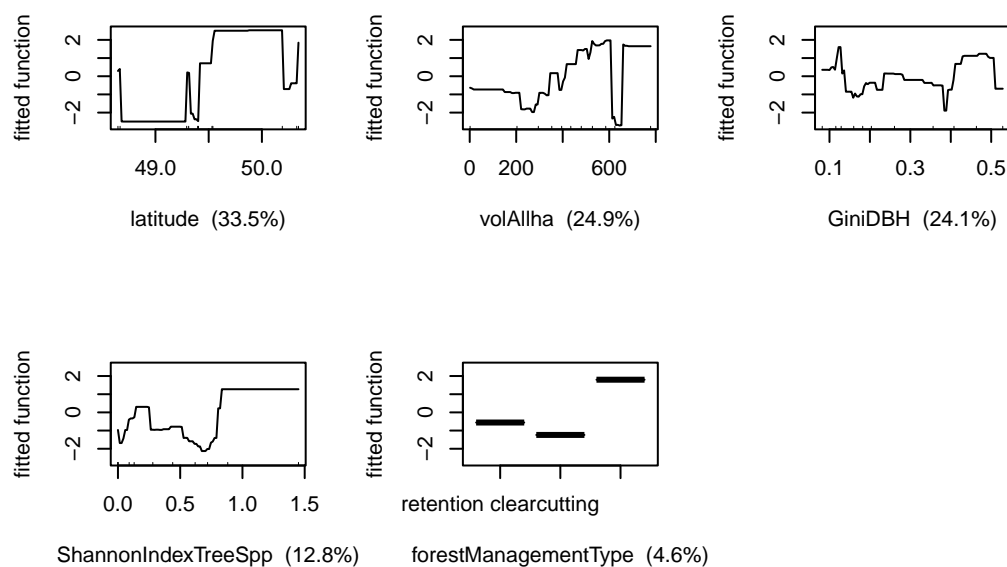 fitted function
2
0
−2
49.0 50.0
latitude (33.5%)
fitted function
2
0
−2
0 200 600
volAllha (24.9%)
fitted function
2
0
−2
0.1 0.3 0.5
GiniDBH (24.1%)
fitted function
2
0
−2
0.0 0.5 1.0 1.5
ShannonIndexTreeSpp (12.8%)
fitted function
2
0
−2
retention clearcutting
forestManagementType (4.6%)